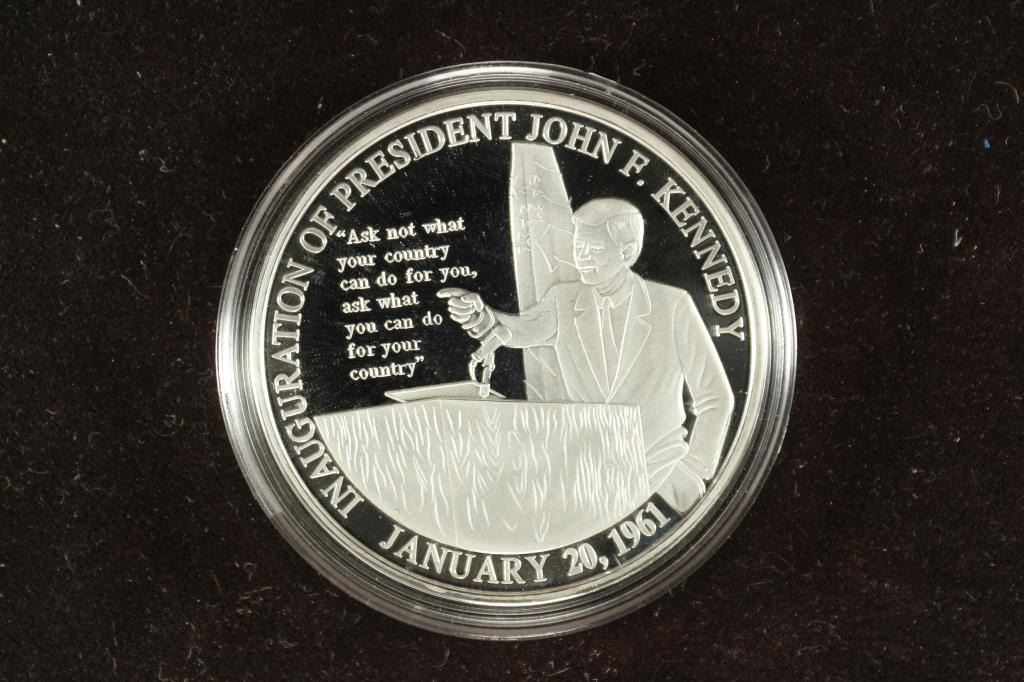 INAUGURATION OF PRESIDENT JOHN F. KENNEDY
"Ask not what
your country
can do for you,
ask what
you can do
for your
country"
JANUARY 20, 1961